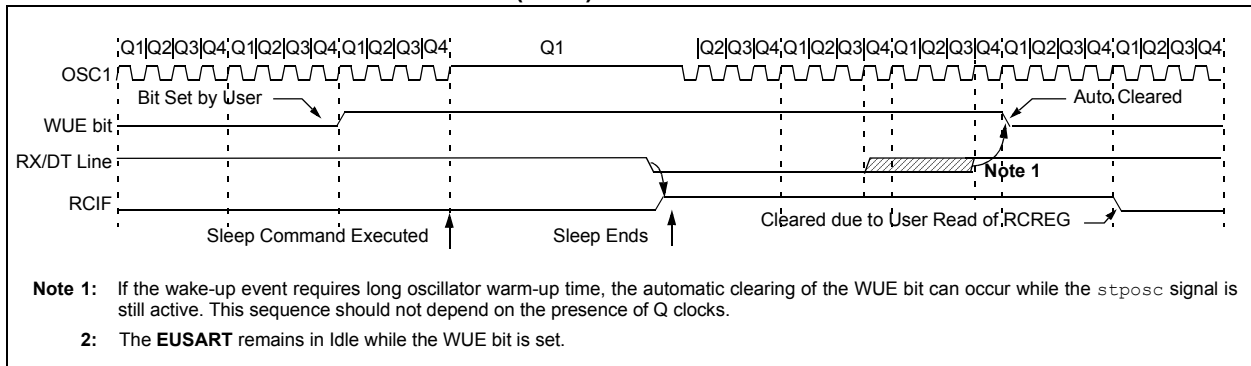 Q1|Q2|Q3|Q4 Q1|Q2|Q3|Q4 Q1|Q2|Q3|Q4 Q1 |Q2|Q3|Q4 Q1|Q2|Q3|Q4 Q1|Q2|Q3|Q4 Q1|Q2|Q3|Q4 Q1|Q2|Q3|Q4
OSC1
Bit Set by User Auto Cleared
WUE bit
RX/DT Line
Note 1
RCIF
Cleared due to User Read of RCREG
Sleep Command Executed Sleep Ends
Note 1: If the wake-up event requires long oscillator warm-up time, the automatic clearing of the WUE bit can occur while the stposc signal is
still active. This sequence should not depend on the presence of Q clocks.
2: The EUSART remains in Idle while the WUE bit is set.